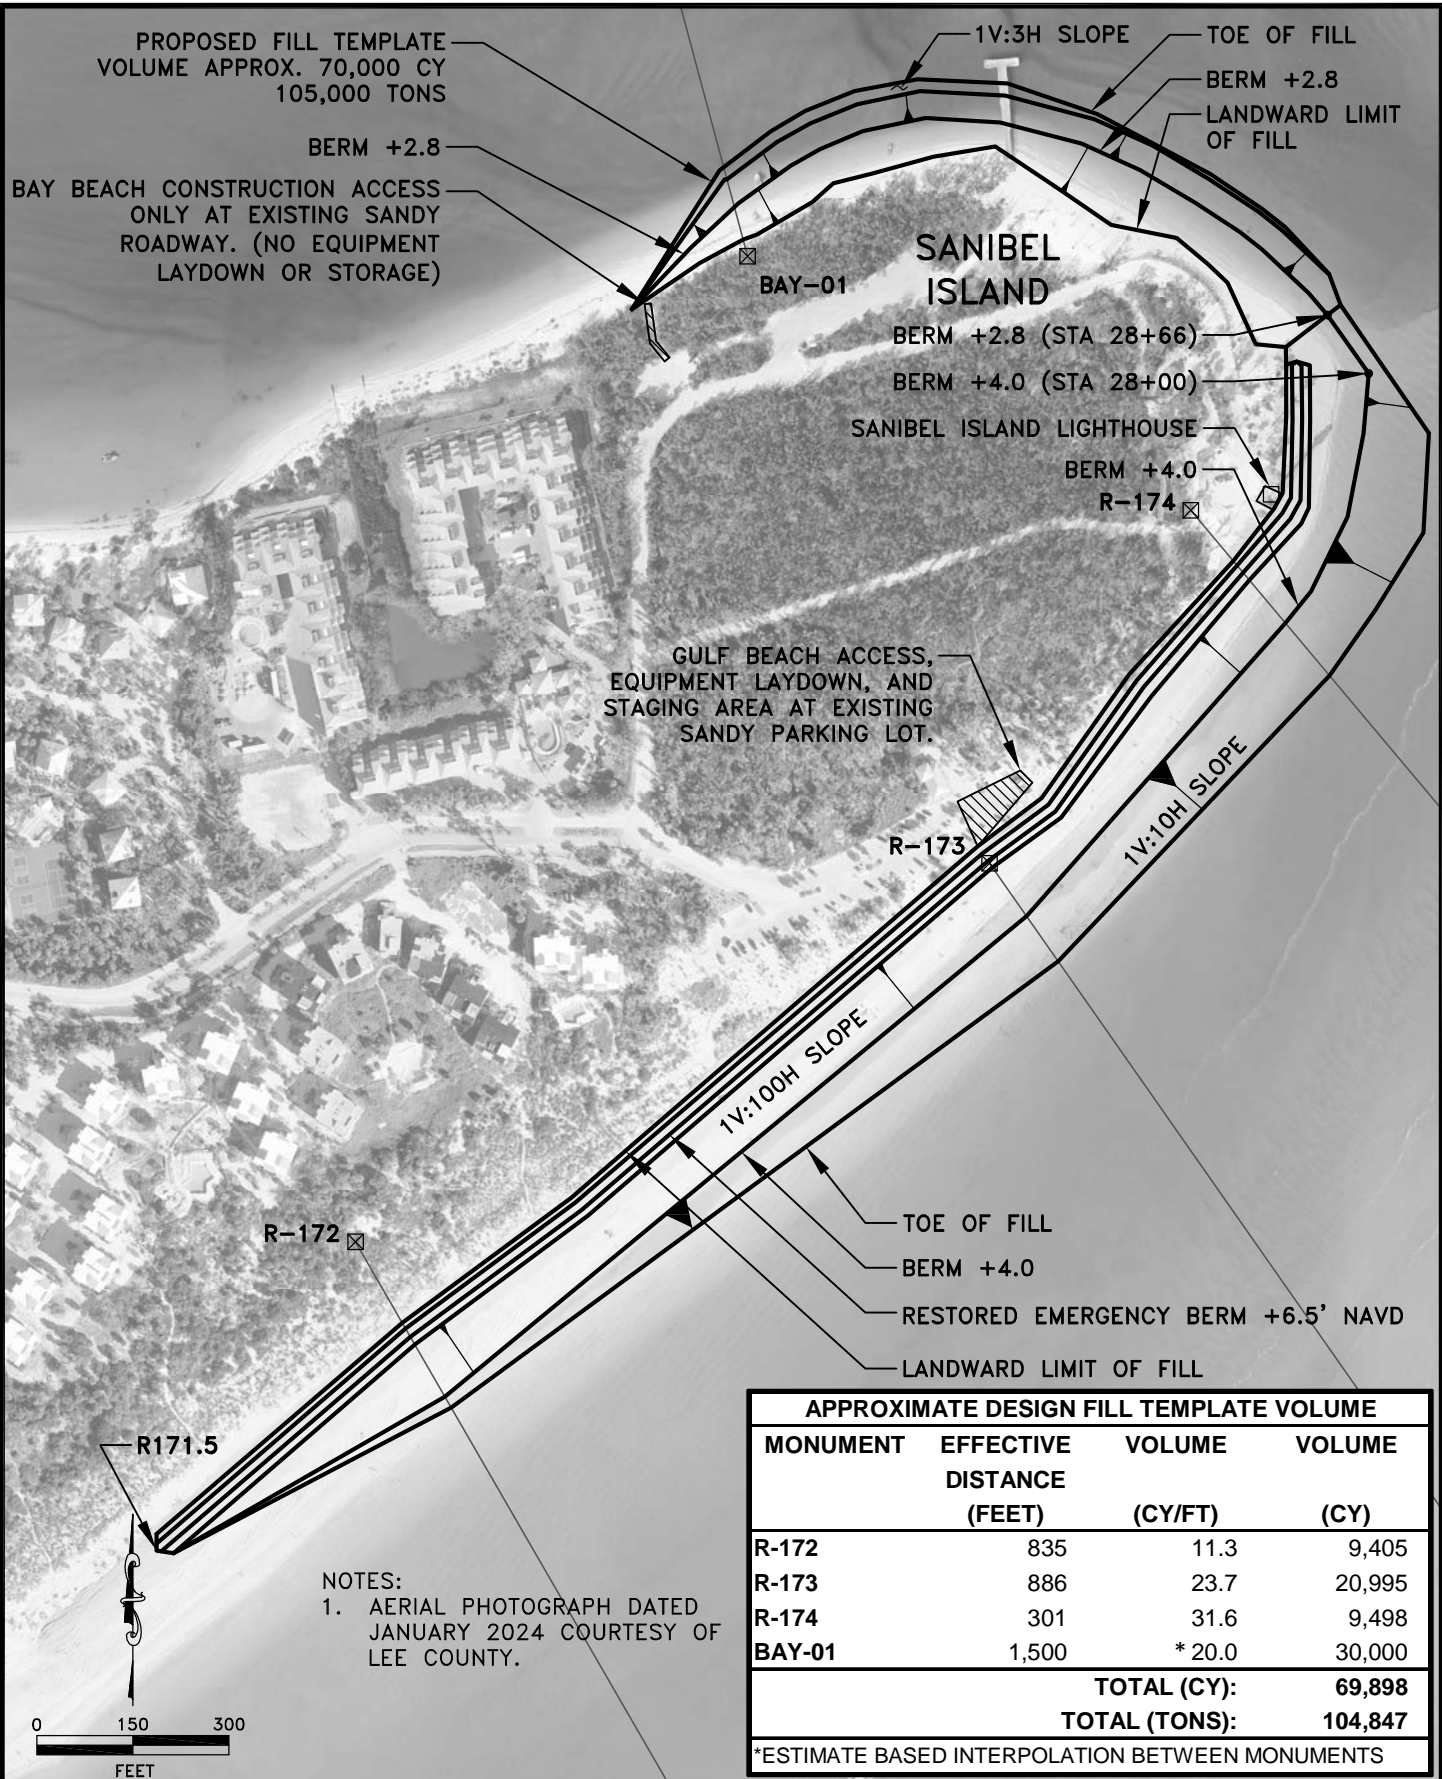 PROPOSED FILL TEMPLATE
VOLUME APPROX. 70,000 CY
105,000 TONS
BERM +2.8
BAY BEACH CONSTRUCTION ACCESS
ONLY AT EXISTING SANDY
ROADWAY. (NO EQUIPMENT
LAYDOWN OR STORAGE)
1V:3H SLOPE
TOE OF FILL
BERM +2.8
LANDWARD LIMIT
OF FILL
SANIBEL
ISLAND
BAY-01
BERM +2.8 (STA 28+66)
BERM +4.0 (STA 28+00)
SANIBEL ISLAND LIGHTHOUSE
BERM +4.0
R-174
GULF BEACH ACCESS,
EQUIPMENT LAYDOWN, AND
STAGING AREA AT EXISTING
SANDY PARKING LOT.
1V:10H SLOPE
R-173
1V:100H SLOPE
R-172
TOE OF FILL
BERM +4.0
RESTORED EMERGENCY BERM +6.5' NAVD
LANDWARD LIMIT OF FILL
R171.5
NOTES:
1. AERIAL PHOTOGRAPH DATED
JANUARY 2024 COURTESY OF
LEE COUNTY.
0 150 300
FEET
APPROXIMATE DESIGN FILL TEMPLATE VOLUME
MONUMENT EFFECTIVE VOLUME VOLUME
DISTANCE
(FEET) (CY/FT) (CY)
R-172 835 11.3 9,405
R-173 886 23.7 20,995
R-174 301 31.6 9,498
BAY-01 1,500 * 20.0 30,000
TOTAL (CY): 69,898
TOTAL (TONS): 104,847
*ESTIMATE BASED INTERPOLATION BETWEEN MONUMENTS